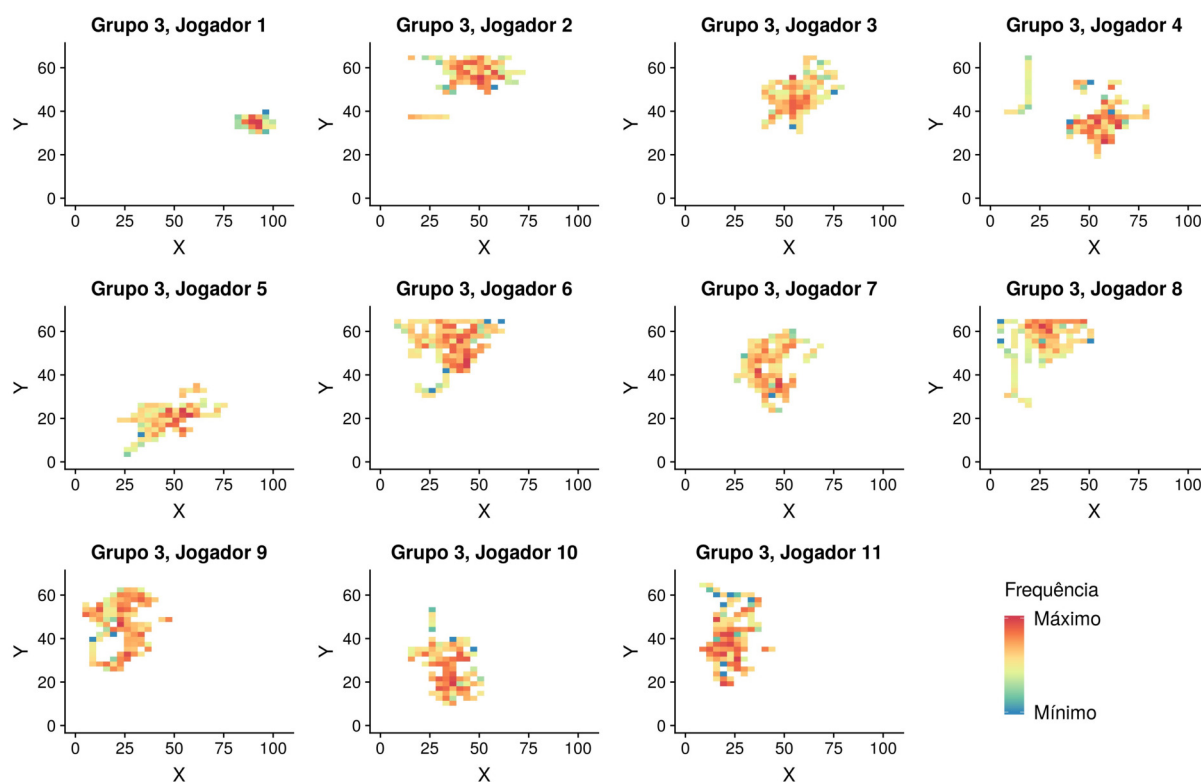 Grupo 3, Jogador 1
Grupo 3, Jogador 2
Grupo 3, Jogador 3
Grupo 3, Jogador 4
60
40
20
0
Y
0 25 50 75 100
X
60
40
20
0
Y
0 25 50 75 100
X
60
40
20
0
Y
0 25 50 75 100
X
60
40
20
0
Y
0 25 50 75 100
X
Grupo 3, Jogador 5
Grupo 3, Jogador 6
Grupo 3, Jogador 7
Grupo 3, Jogador 8
60
40
20
0
Y
0 25 50 75 100
X
60
40
20
0
Y
0 25 50 75 100
X
60
40
20
0
Y
0 25 50 75 100
X
60
40
20
0
Y
0 25 50 75 100
X
Grupo 3, Jogador 9
Grupo 3, Jogador 10
Grupo 3, Jogador 11
60
40
20
0
Y
0 25 50 75 100
X
60
40
20
0
Y
0 25 50 75 100
X
60
40
20
0
Y
0 25 50 75 100
X
Frequência
Máximo
Mínimo